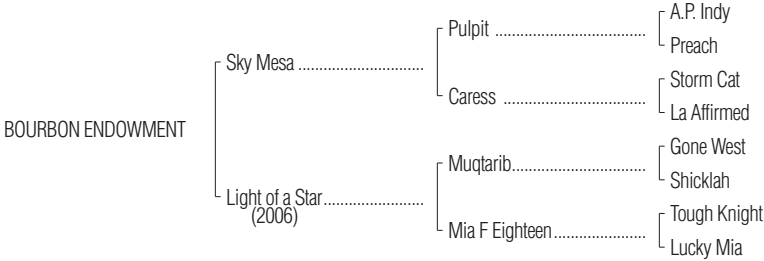 A.P. Indy
Pulpit ....................................
Preach
Sky Mesa ..............................
Storm Cat
Caress ..................................
La Affirmed
BOURBON ENDOWMENT
Gone West
Muqtarib................................
Shicklah
Light of a Star........................
(2006)
Tough Knight
Mia F Eighteen......................
Lucky Mia